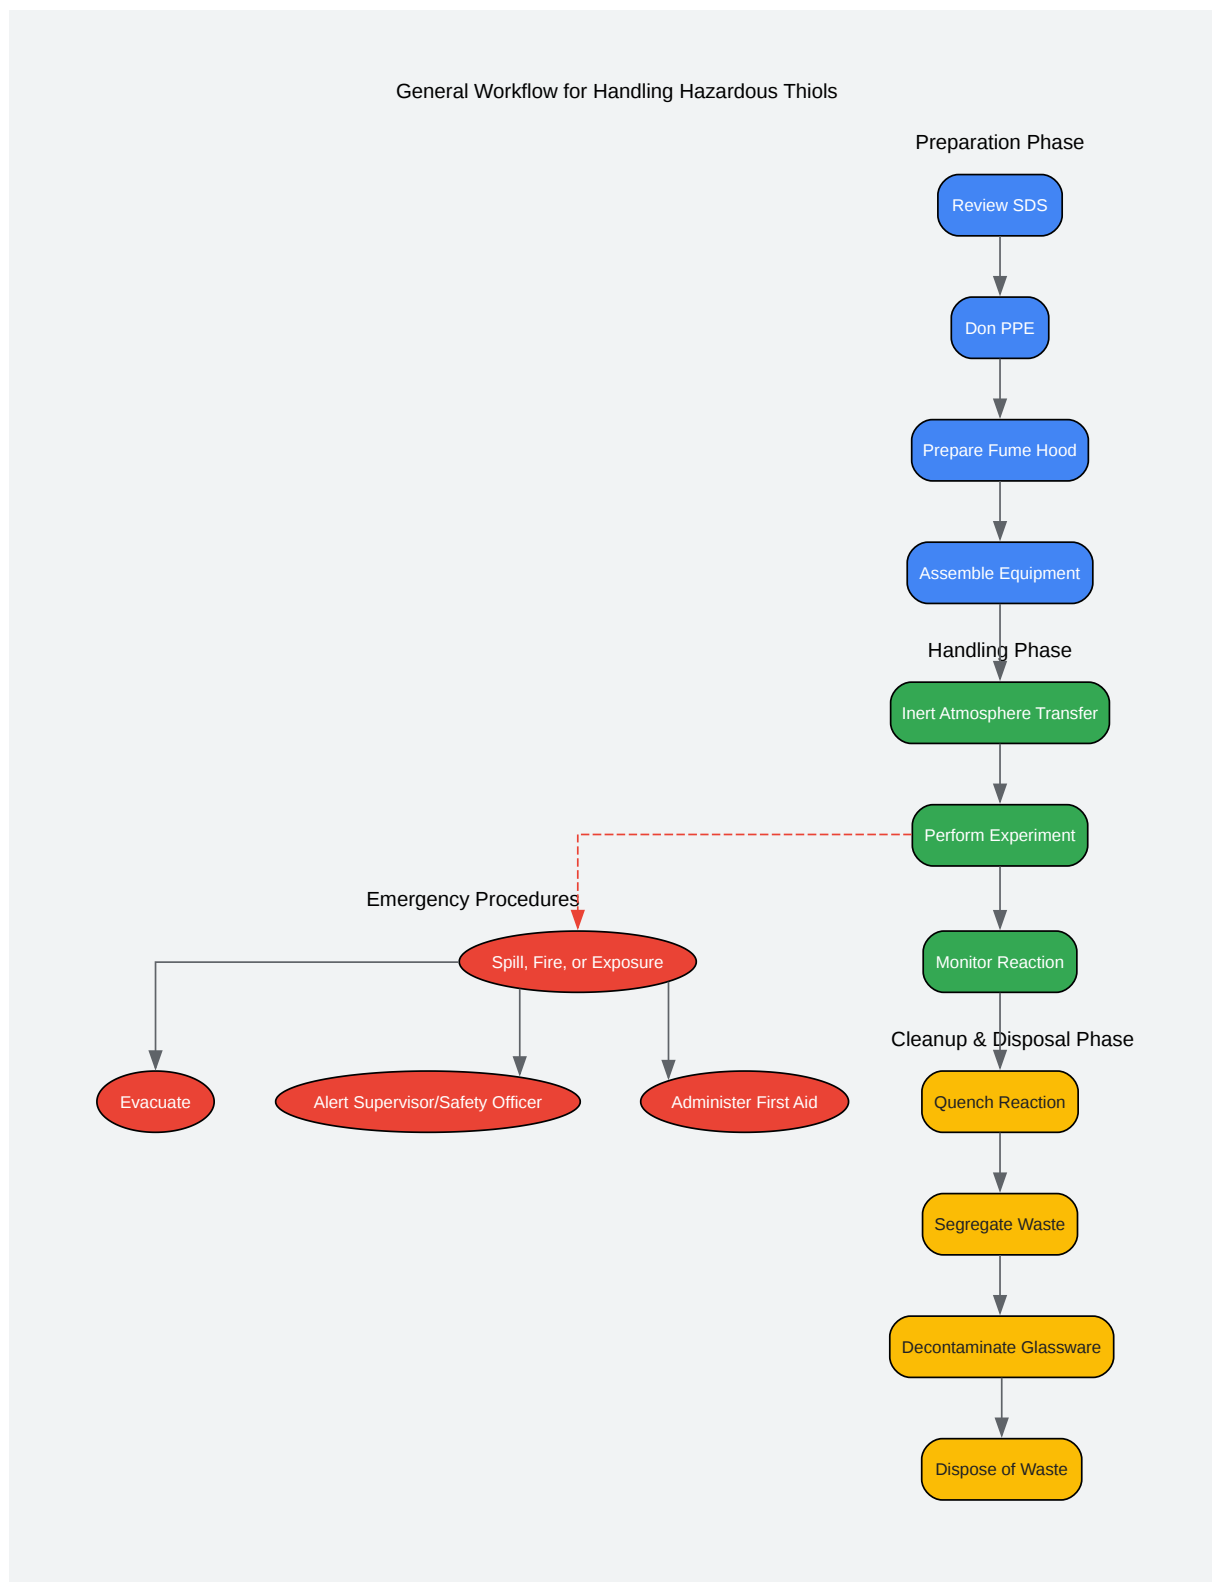 General Workflow for Handling Hazardous Thiols
Preparation Phase
Review SDS
Don PPE
Prepare Fume Hood
Assemble Equipment
Handling Phase
Inert Atmosphere Transfer
Perform Experiment
Emergency Procedures
Spill, Fire, or Exposure
Monitor Reaction
Cleanup & Disposal Phase
Evacuate
Alert Supervisor/Safety Officer
Administer First Aid
Quench Reaction
Segregate Waste
Decontaminate Glassware
Dispose of Waste